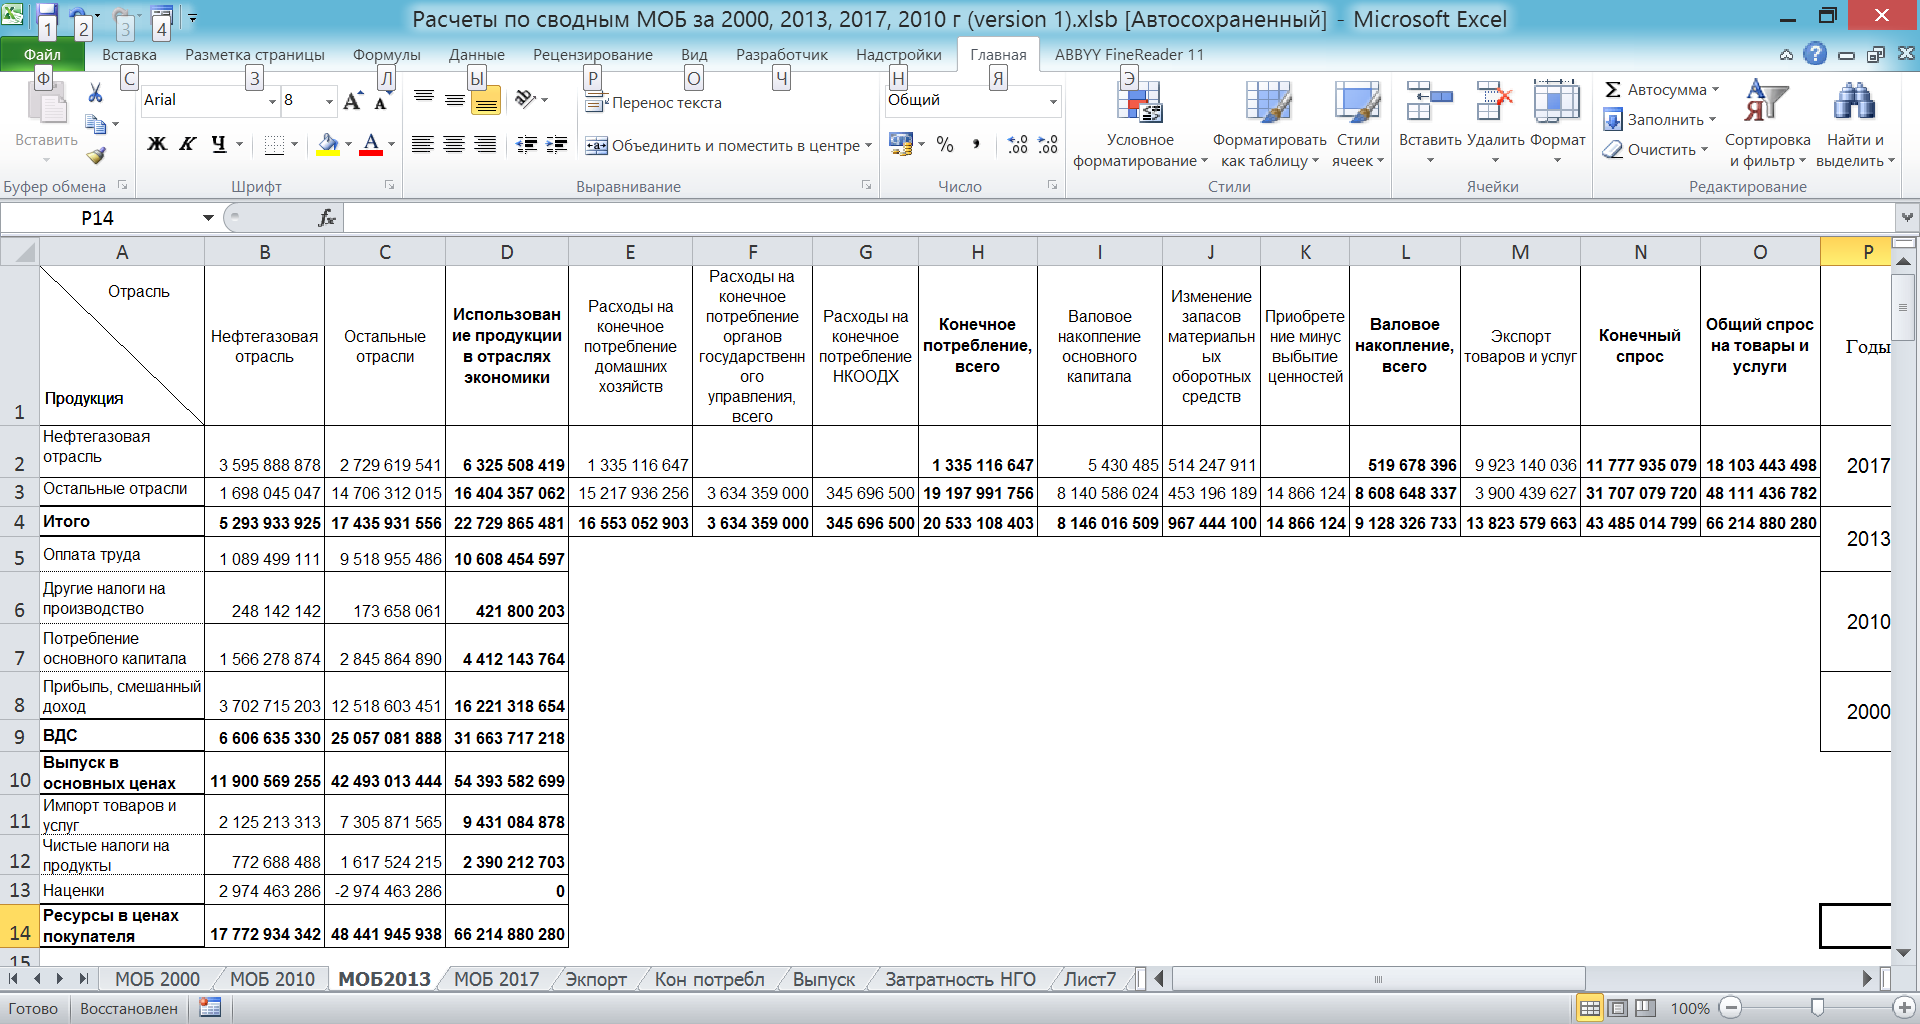 Расчеты по сводным МОБ за 2000, 2013, 2017, 2010 г (version 1).xlsb [Автосохраненный] - Microsoft Excel
1 2 3 4
Файл Вставка Разметка страницы Формулы Данные Рецензирование Вид Разработчик Надстройки Главная ABBYY FineReader 11
Ф С З Л Ы Р О Ч Н Я Э
Arial 8 Перенос текста Общий Σ Автосумма
Вставить Ж К Ч Объединить и поместить в центре % Условное форматирование Форматировать как таблицу Стили ячеек Вставить Удалить Формат Заполнить Очистить Сортировка и фильтр Найти и выделить
Буфер обмена Шрифт Выравнивание Число Стили Ячейки Редактирование
P14 fx
A B C D E F G H I J K L M N O P
1 Отрасль Продукция Нефтегазовая отрасль Остальные отрасли Использован ие продукции в отраслях экономики Расходы на конечное потребление домашних хозяйств Расходы на конечное потребление органов государственн ого управления, всего Расходы на конечное потребление НКООДХ Конечное потребление, всего Валовое накопление основного капитала Изменение запасов материальн ых оборотных средств Приобрете ние минус выбытие ценностей Валовое накопление, всего Экспорт товаров и услуг Конечный спрос Общий спрос на товары и услуги Годы
2 Нефтегазовая отрасль 3 595 888 878 2 729 619 541 6 325 508 419 1 335 116 647 1 335 116 647 5 430 485 514 247 911 519 678 396 9 923 140 036 11 777 935 079 18 103 443 498 2017
3 Остальные отрасли 1 698 045 047 14 706 312 015 16 404 357 062 15 217 936 256 3 634 359 000 345 696 500 19 197 991 756 8 140 586 024 453 196 189 14 866 124 8 608 648 337 3 900 439 627 31 707 079 720 48 111 436 782
4 Итого 5 293 933 925 17 435 931 556 22 729 865 481 16 553 052 903 3 634 359 000 345 696 500 20 533 108 403 8 146 016 509 967 444 100 14 866 124 9 128 326 733 13 823 579 663 43 485 014 799 66 214 880 280
5 Оплата труда 1 089 499 111 9 518 955 486 10 608 454 597 2013
6 Другие налоги на производство 248 142 142 173 658 061 421 800 203 2010
7 Потребление основного капитала 1 566 278 874 2 845 864 890 4 412 143 764
8 Прибыль, смешанный доход 3 702 715 203 12 518 603 451 16 221 318 654 2000
9 ВДС 6 606 635 330 25 057 081 888 31 663 717 218
10 Выпуск в основных ценах 11 900 569 255 42 493 013 444 54 393 582 699
11 Импорт товаров и услуг 2 125 213 313 7 305 871 565 9 431 084 878
12 Чистые налоги на продукты 772 688 488 1 617 524 215 2 390 212 703
13 Наценки 2 974 463 286 -2 974 463 286 0
14 Ресурсы в ценах покупателя 17 772 934 342 48 441 945 938 66 214 880 280
15
МОБ 2000 МОБ 2010 МОБ2013 МОБ 2017 Экспорт Кон потребл Выпуск Затратность НГО Лист7
Готово Восстановлен 100%